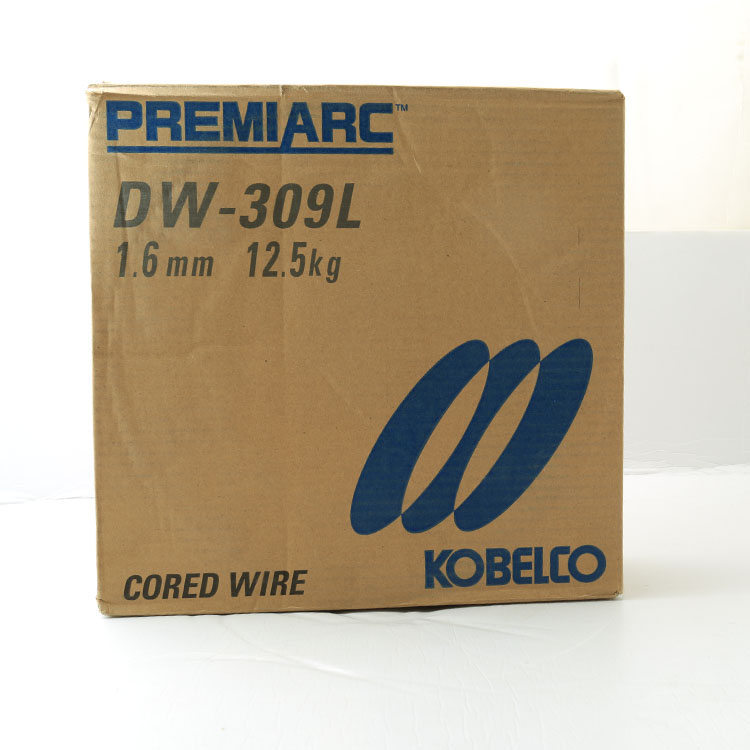 PREMIARC™
DW-309L
1.6 mm 12.5kg
CORED WIRE
KOBELCO